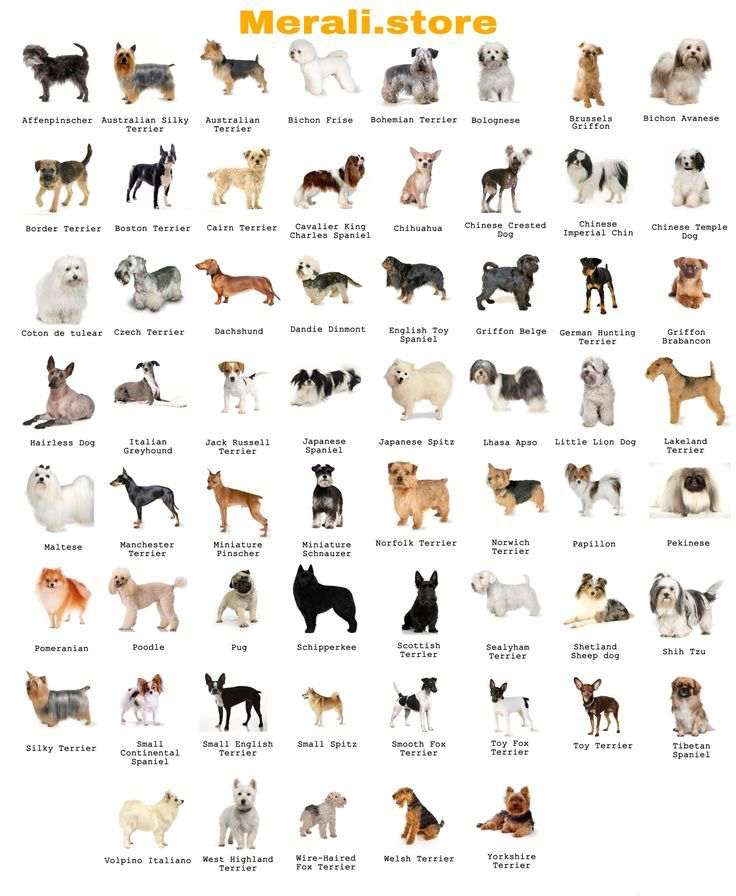 Merali.store
Affenpinscher
Australian Silky
Terrier
Australian
Terrier
Bichon Frise
Bohemian Terrier
Bolognese
Brussels
Griffon
Bichon Avanese
Border Terrier
Boston Terrier
Cairn Terrier
Cavalier King
Charles Spaniel
Chihuahua
Chinese Crested
Dog
Chinese
Imperial Chin
Chinese Temple
Dog
Coton de tulear
Czech Terrier
Dachshund
Dandie Dinmont
English Toy
Spaniel
Griffon Belge
German Hunting
Terrier
Griffon
Brabancon
Hairless Dog
Italian
Greyhound
Jack Russell
Terrier
Japanese
Spaniel
Japanese Spitz
Lhasa Apso
Little Lion Dog
Lakeland
Terrier
Maltese
Manchester
Terrier
Miniature
Pinscher
Miniature
Schnauzer
Norfolk Terrier
Norwich
Terrier
Papillon
Pekinese
Pomeranian
Poodle
Pug
Schipperkee
Scottish
Terrier
Sealyham
Terrier
Shetland
Sheep dog
Shih Tzu
Silky Terrier
Small
Continental
Spaniel
Small English
Terrier
Small Spitz
Smooth Fox
Terrier
Toy Fox
Terrier
Toy Terrier
Tibetan
Spaniel
Volpino Italiano
West Highland
Terrier
Wire-Haired
Fox Terrier
Welsh Terrier
Yorkshire
Terrier